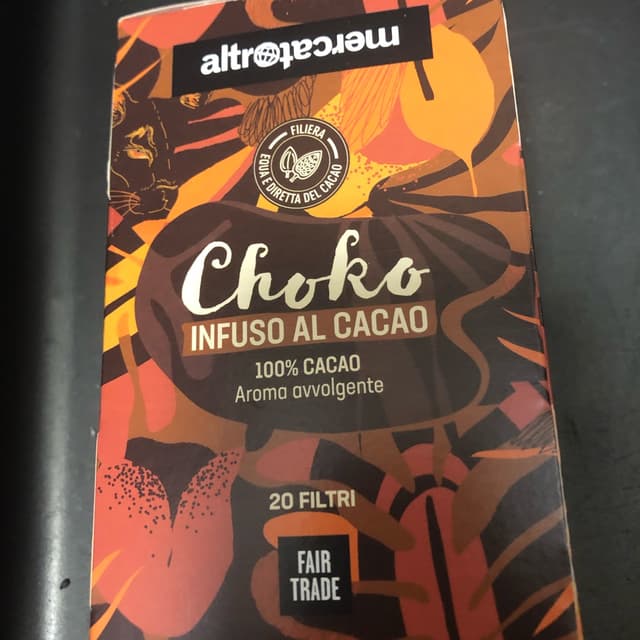 altromercato
FILIERA
EQUA E DIRETTA DEL CACAO
Choko
INFUSO AL CACAO
100% CACAO
Aroma avvolgente
20 FILTRI
FAIR
TRADE